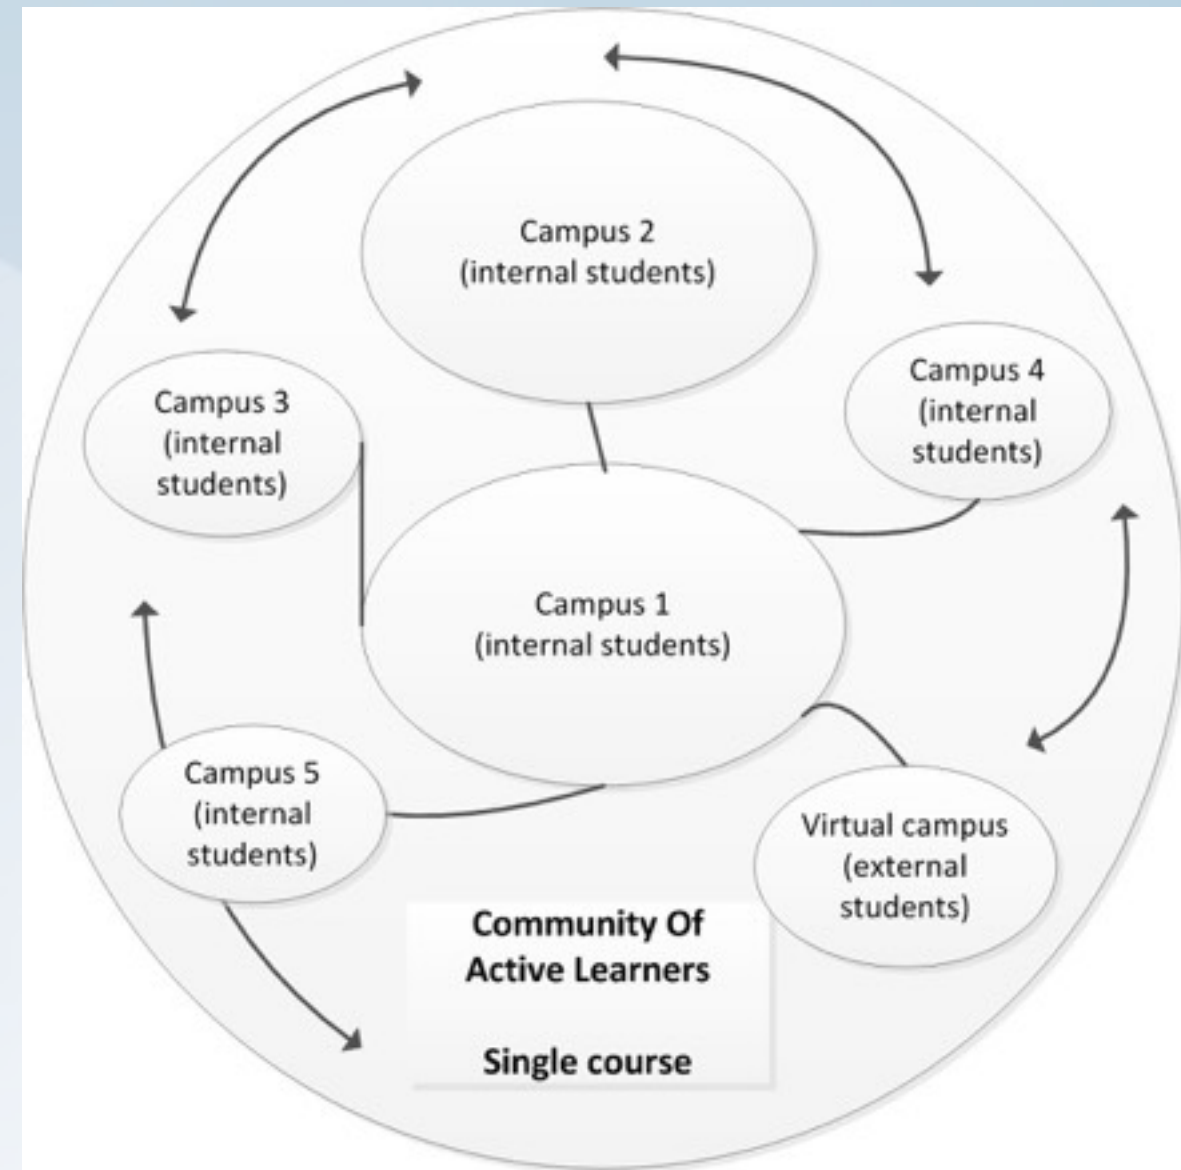 Campus 2
(internal students)
Campus 3
(internal
students)
Campus 4
(internal
students)
Campus 1
(internal students)
Campus 5
(internal
students)
Virtual campus
(external
students)
Community Of
Active Learners
Single course